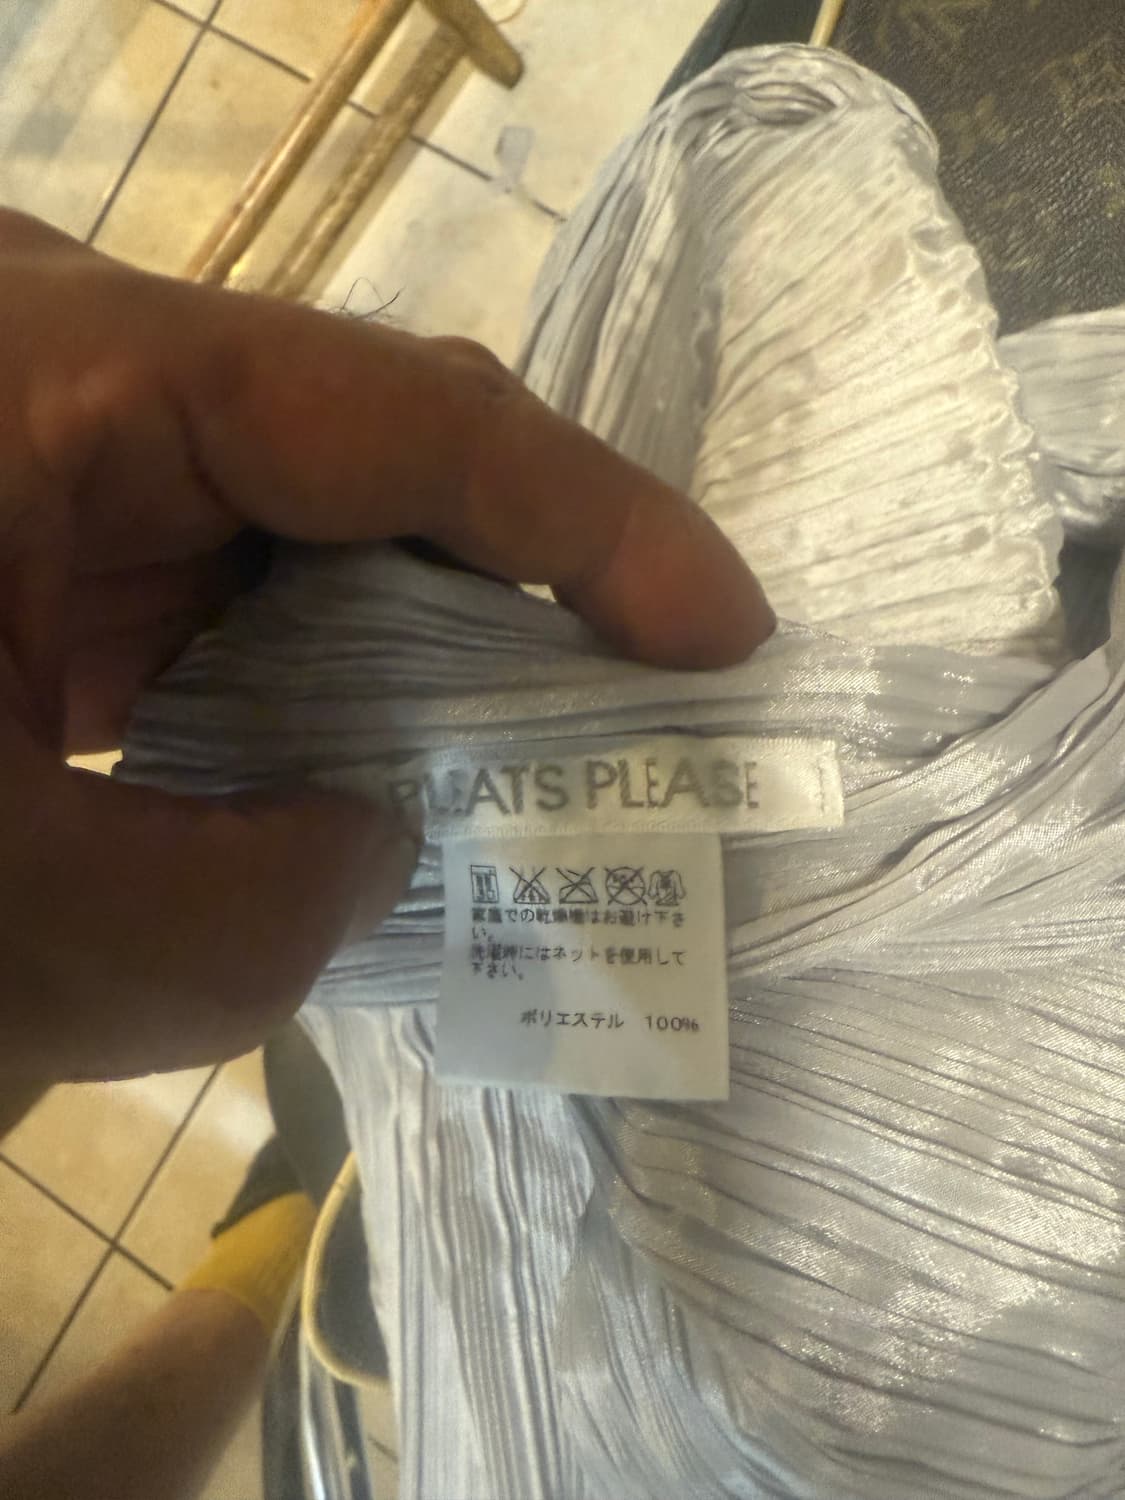 PLEATS PLEASE
家庭での乾燥機はお避け下さ
い。
洗濯時にはネットを使用して
下さい。
ポリエステル 100%